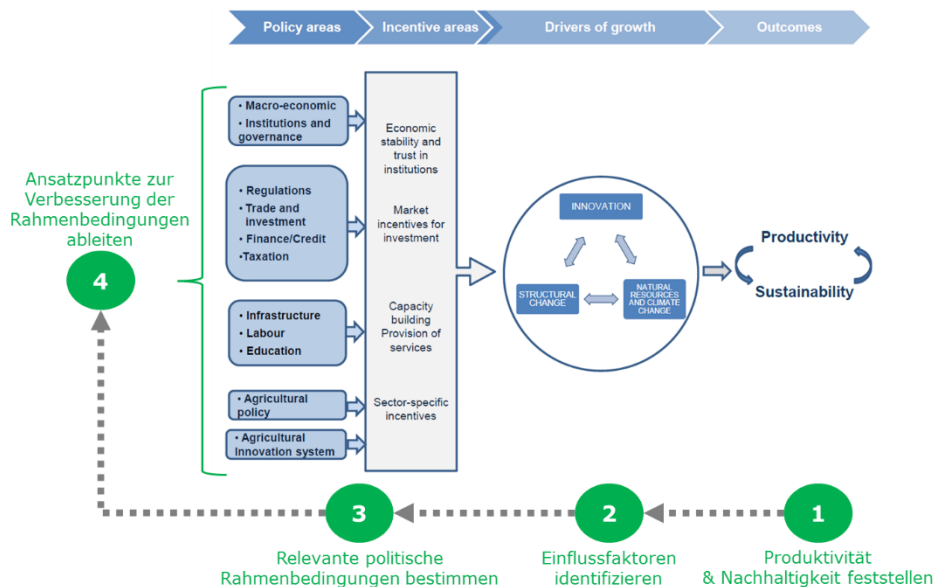 Policy areas
Incentive areas
Drivers of growth
Outcomes
• Macro-economic
• Institutions and
governance
• Regulations
• Trade and
investment
• Finance/Credit
•Taxation
• Infrastructure
• Labour
• Education
• Agricultural
policy
• Agricultural
Innovation system
Economic
stability and
trust in
institutions
Market
incentives for
investment
Capacity
building
Provision of
services
Sector-specific
incentives
INNOVATION
STRUCTURAL
CHANGE
NATURAL
RESOURCES
AND CLIMATE
CHANGE
Productivity
Sustainability
Ansatzpunkte zur
Verbesserung der
Rahmenbedingungen
ableiten
4
3
Relevante politische
Rahmenbedingungen bestimmen
2
Einflussfaktoren
identifizieren
1
Produktivität
& Nachhaltigkeit feststellen